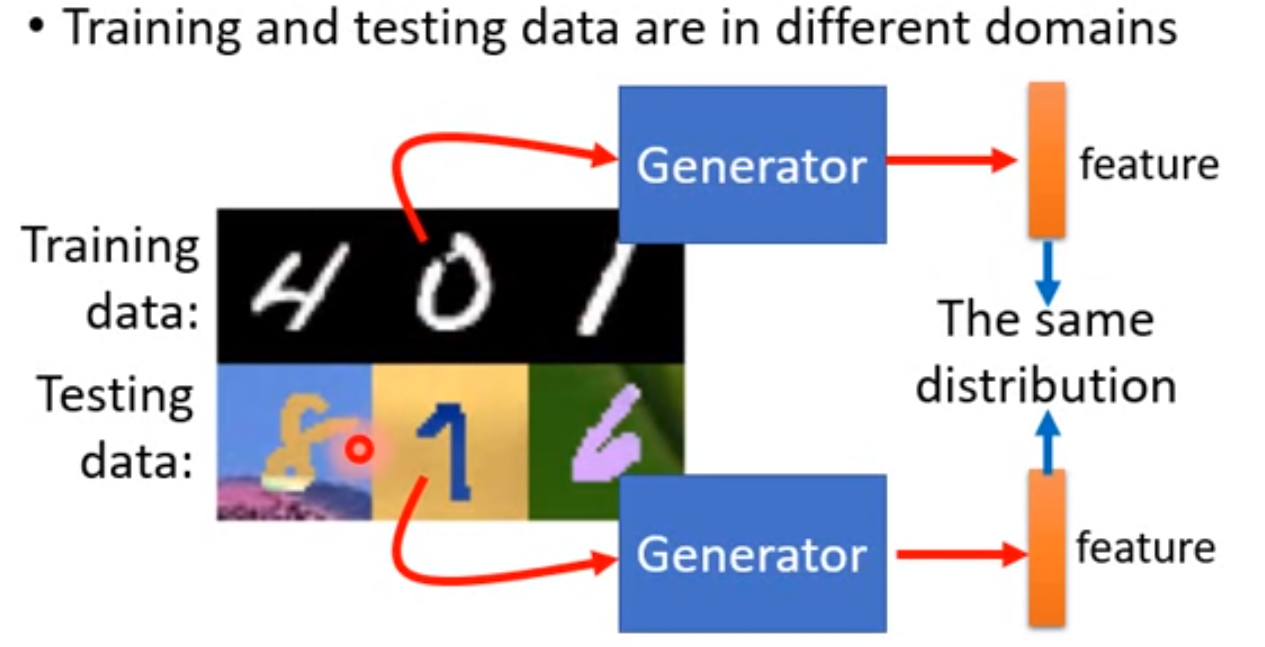 • Training and testing data are in different domains
Generator
feature
Training
data:
4 0 1
The same
distribution
Testing
data:
8 1 6
Generator
feature